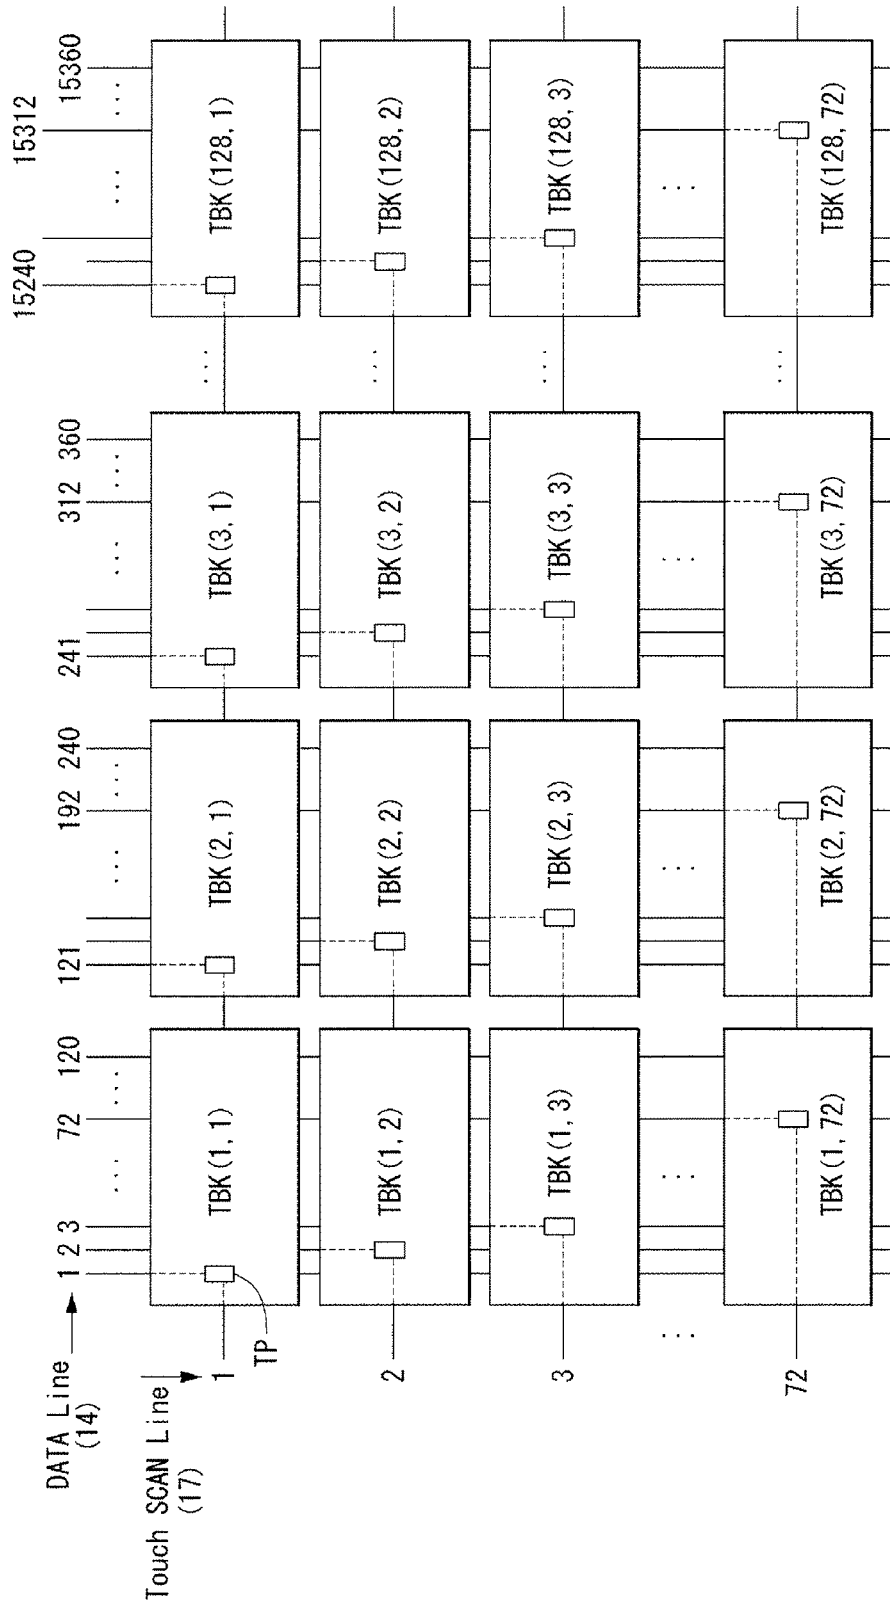 DATA Line
(14)
1 2 3 ... 72 ... 120 121 ... 192 ... 240 241 ... 312 ... 360 15240 ... 15312 ... 15360
Touch SCAN Line
(17)
1
TP
TBK(1, 1) TBK(2, 1) TBK(3, 1) ... TBK(128, 1)
2
TBK(1, 2) TBK(2, 2) TBK(3, 2) ... TBK(128, 2)
3
TBK(1, 3) TBK(2, 3) TBK(3, 3) ... TBK(128, 3)
... ... ... ... ...
72
TBK(1, 72) TBK(2, 72) TBK(3, 72) ... TBK(128, 72)